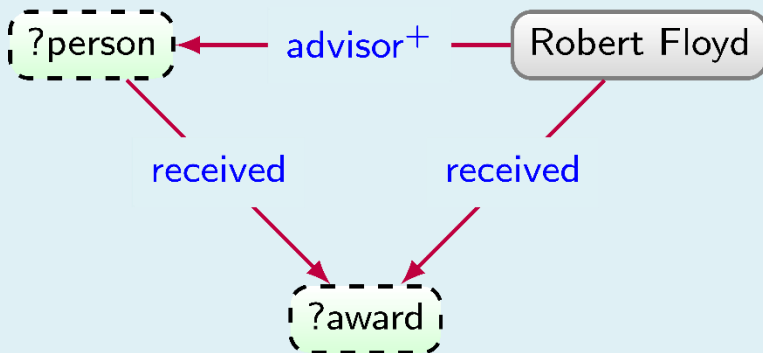 ?person advisor⁺ Robert Floyd
received received
?award